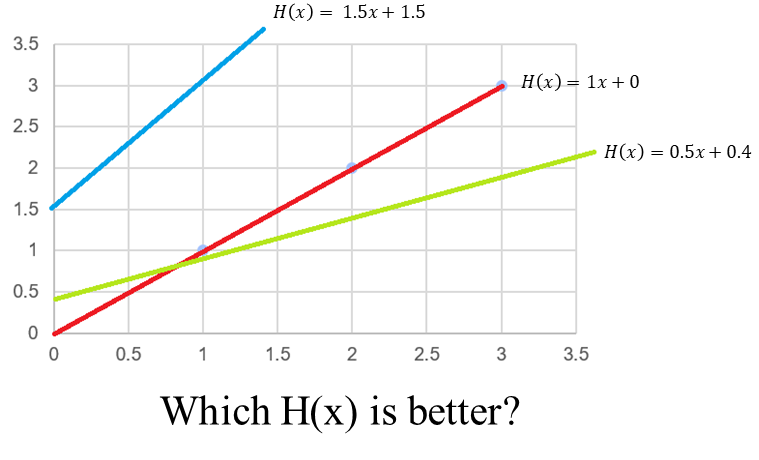 H(x) = 1.5x + 1.5
3.5
3
H(x) = 1x + 0
2.5
H(x) = 0.5x + 0.4
2
1.5
1
0.5
0
0 0.5 1 1.5 2 2.5 3 3.5
Which H(x) is better?